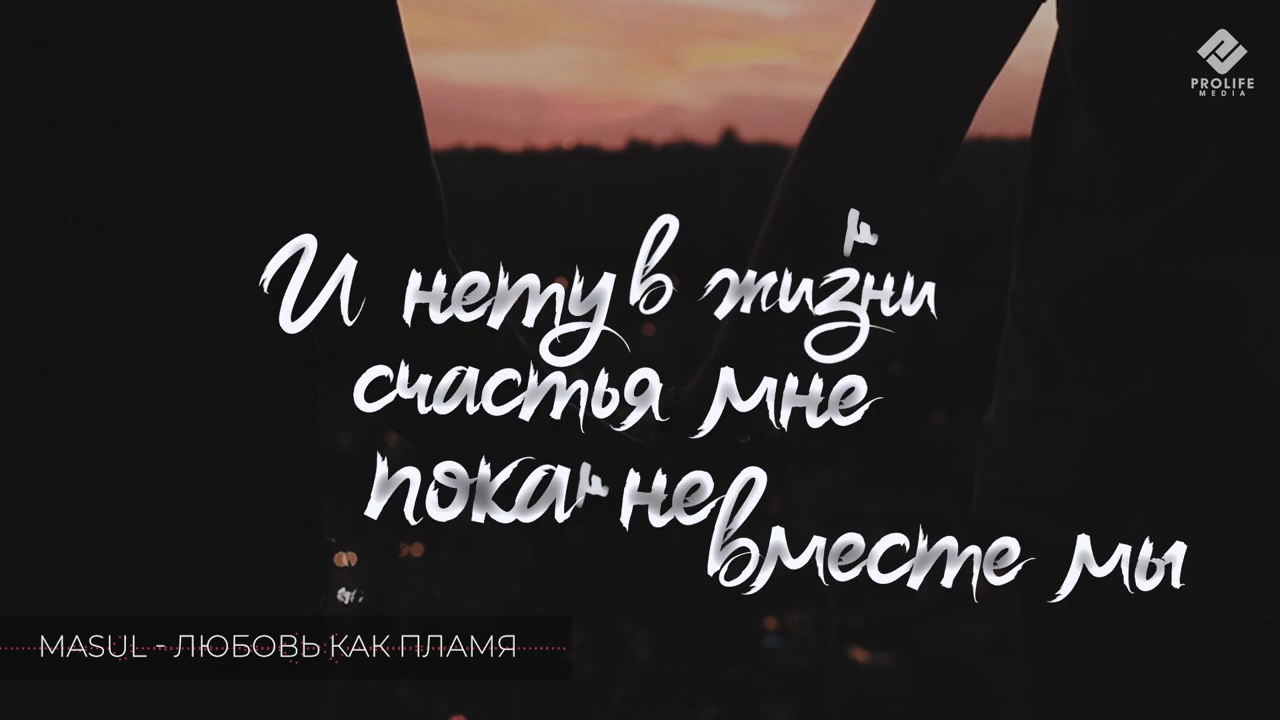 PROLIFE
MEDIA
И нету в жизни
счастья мне
пока не
вместе мы
MASUL - ЛЮБОВЬ КАК ПЛАМЯ